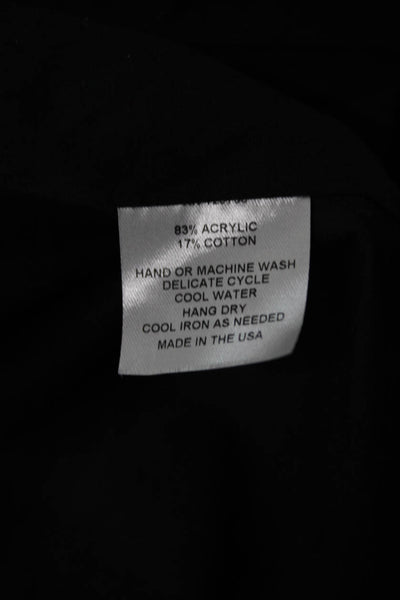 83% ACRYLIC
17% COTTON
HAND OR MACHINE WASH
DELICATE CYCLE
COOL WATER
HANG DRY
COOL IRON AS NEEDED
MADE IN THE USA